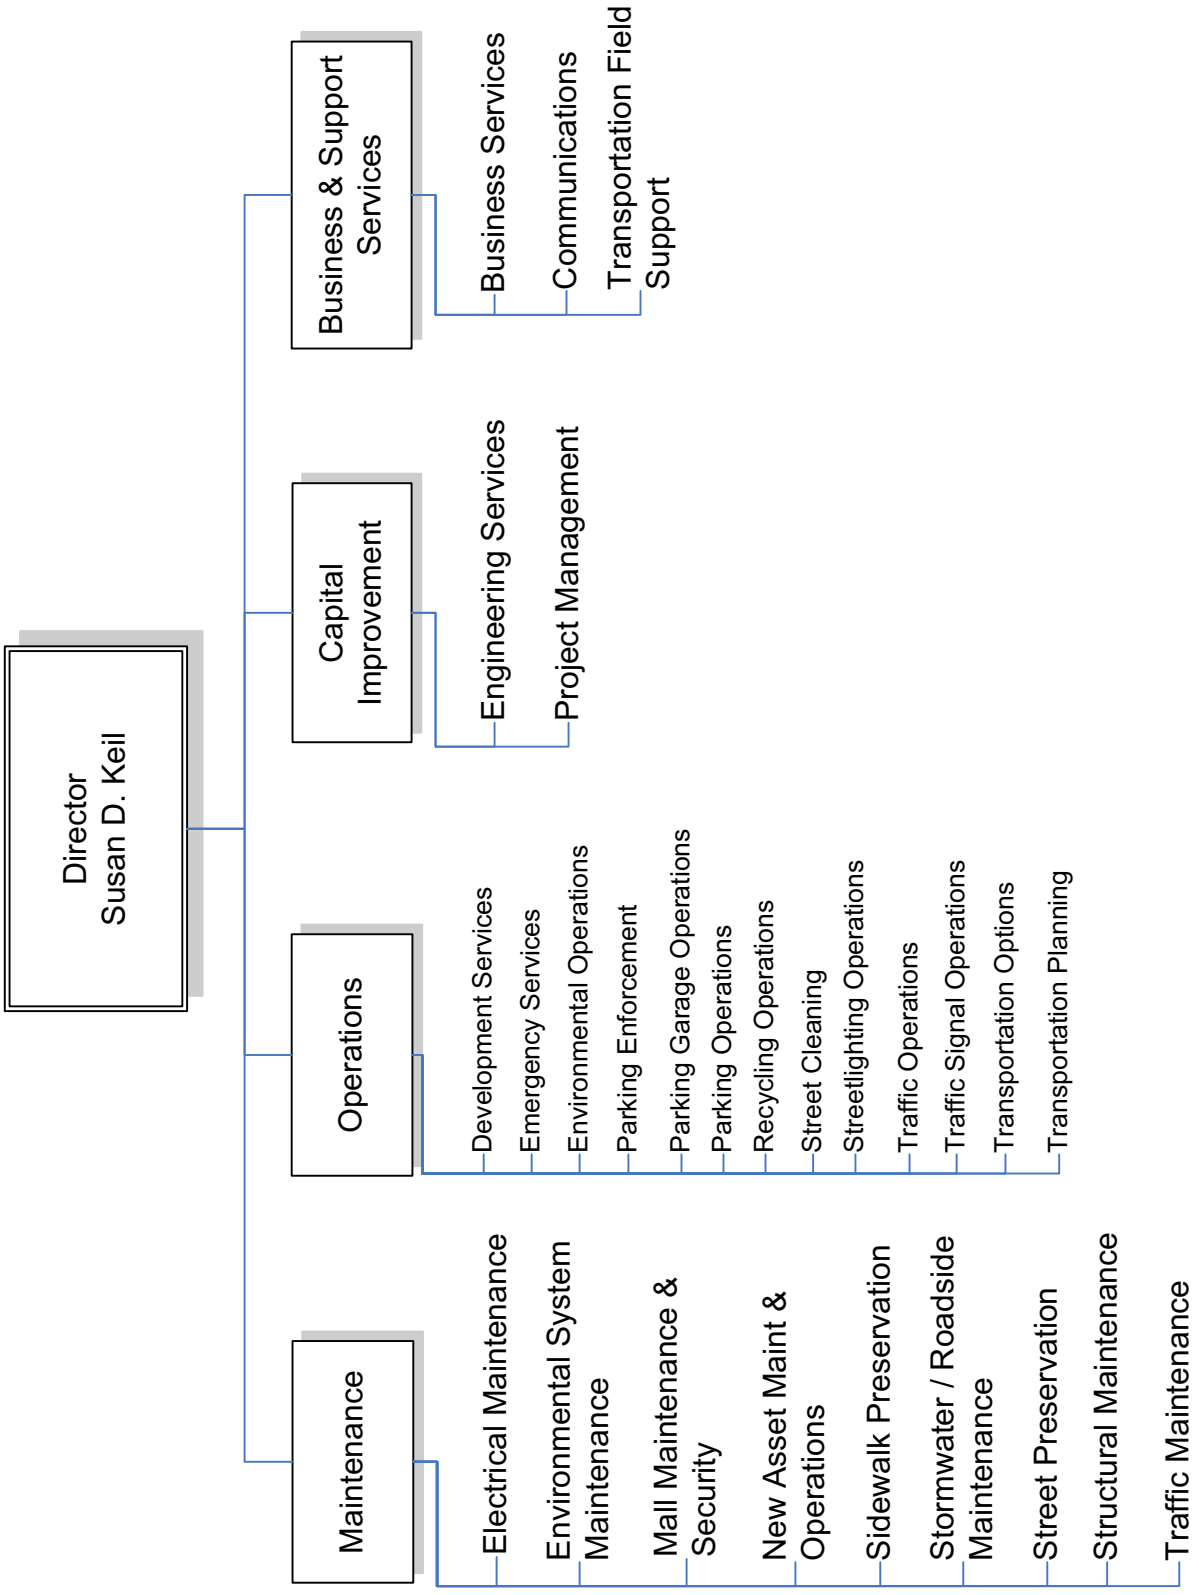 Director
Susan D. Keil
Maintenance
Electrical Maintenance
Environmental System
Maintenance
Mall Maintenance &
Security
New Asset Maint &
Operations
Sidewalk Preservation
Stormwater / Roadside
Maintenance
Street Preservation
Structural Maintenance
Traffic Maintenance
Operations
Development Services
Emergency Services
Environmental Operations
Parking Enforcement
Parking Garage Operations
Parking Operations
Recycling Operations
Street Cleaning
Streetlighting Operations
Traffic Operations
Traffic Signal Operations
Transportation Options
Transportation Planning
Capital
Improvement
Engineering Services
Project Management
Business & Support
Services
Business Services
Communications
Transportation Field
Support